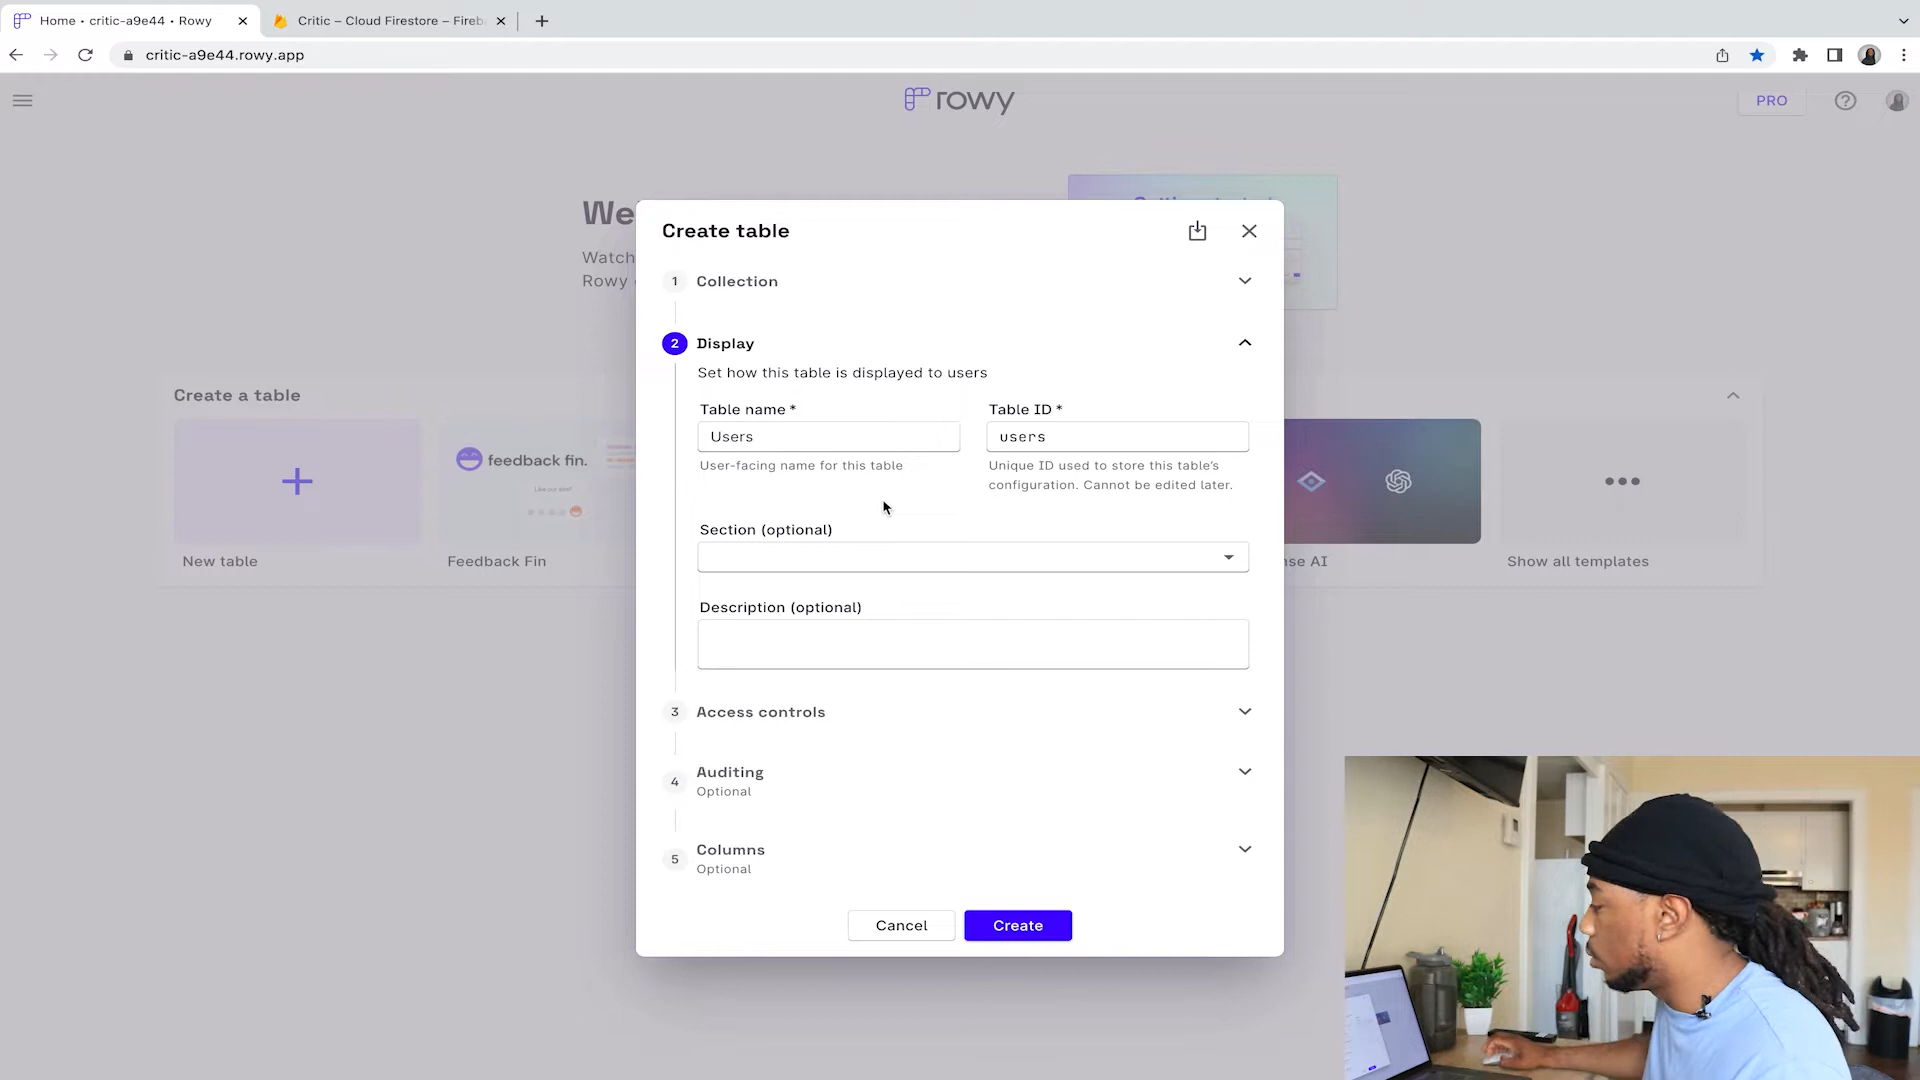 Home • critic-a9e44 • Rowy
Critic – Cloud Firestore – Fireb
critic-a9e44.rowy.app
rowy
PRO
We
Watch
Rowy
Create a table
New table
feedback fin.
Feedback Fin
se AI
Show all templates
Create table
1 Collection
2 Display
Set how this table is displayed to users
Table name *
Table ID *
Users
users
User-facing name for this table
Unique ID used to store this table's
configuration. Cannot be edited later.
Section (optional)
Description (optional)
3 Access controls
4 Auditing
Optional
5 Columns
Optional
Cancel
Create